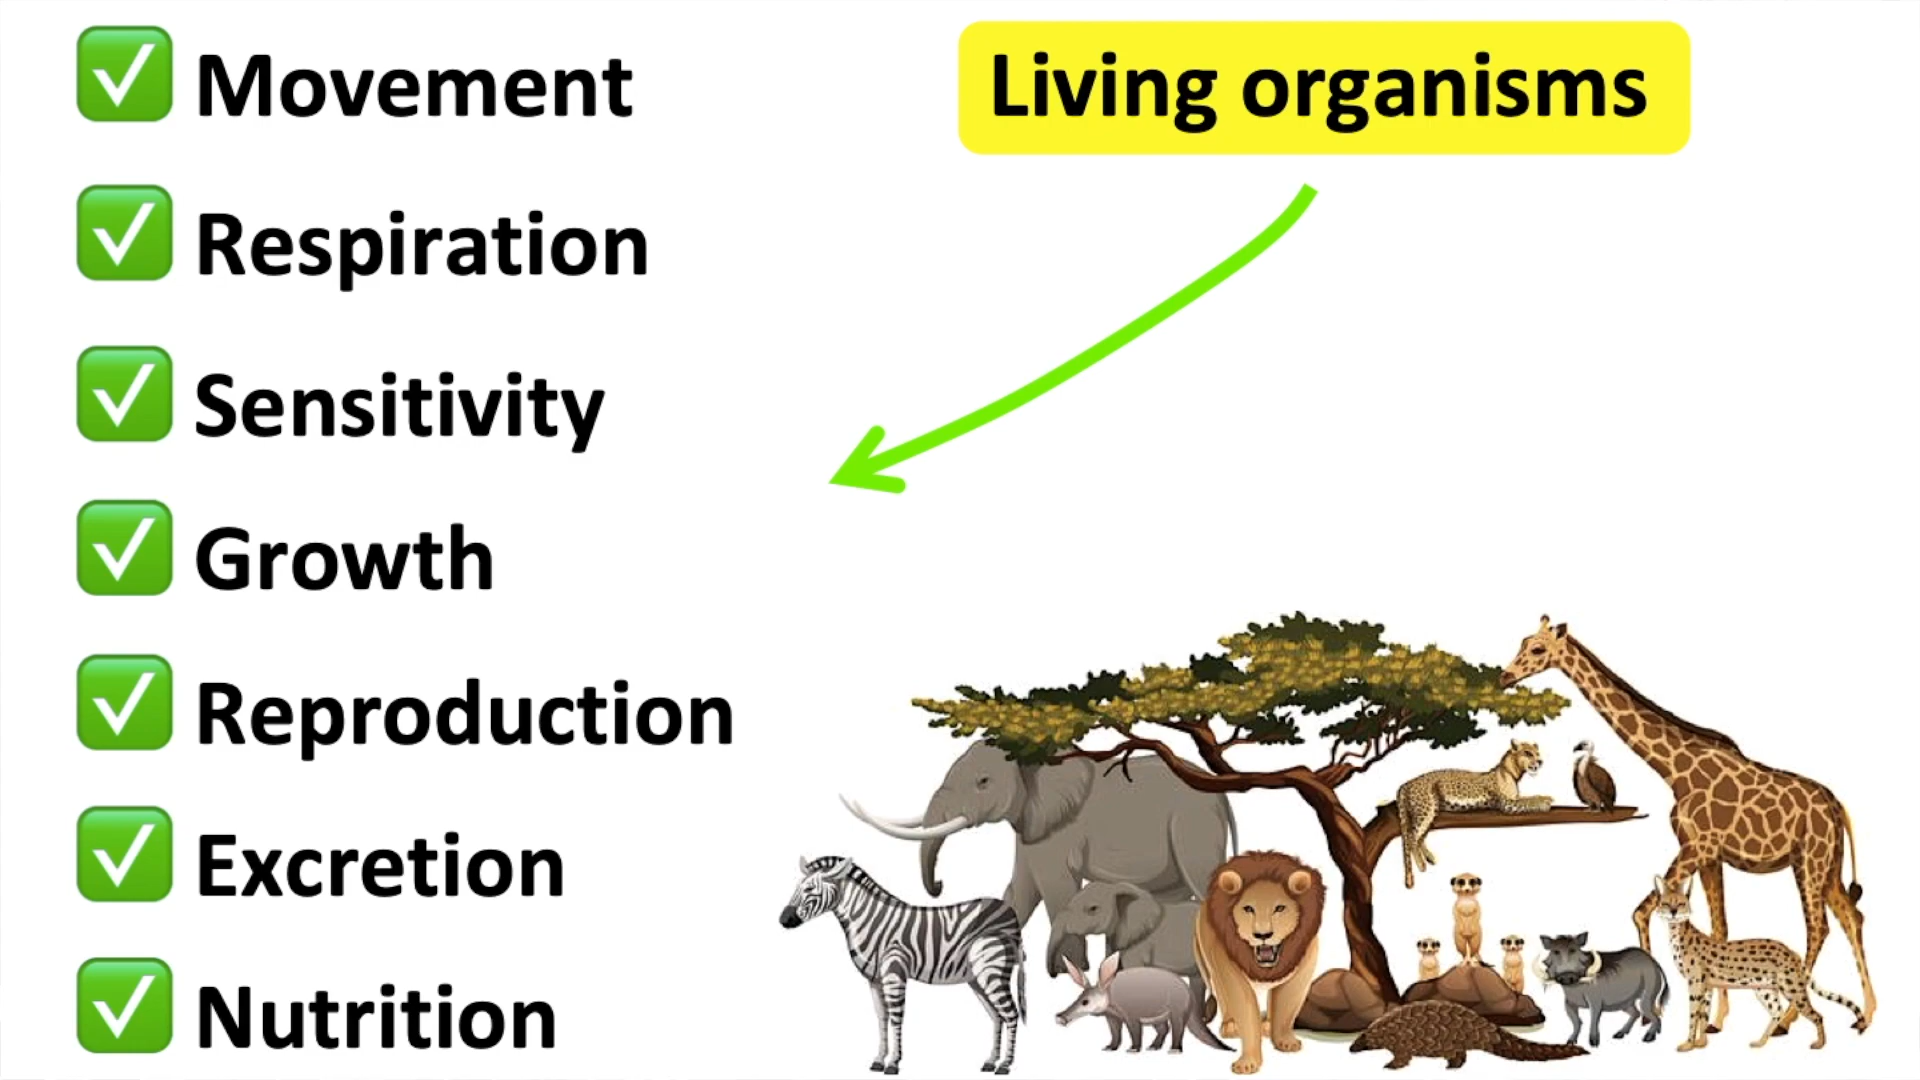 Movement
Living organisms
Respiration
Sensitivity
Growth
Reproduction
Excretion
Nutrition